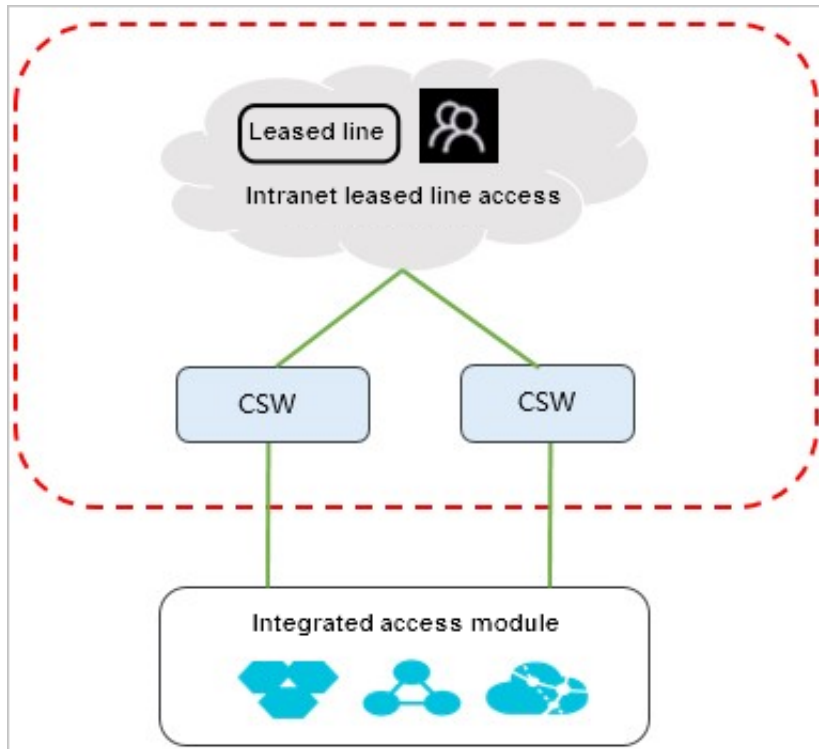 Leased line
Intranet leased line access
CSW
CSW
Integrated access module